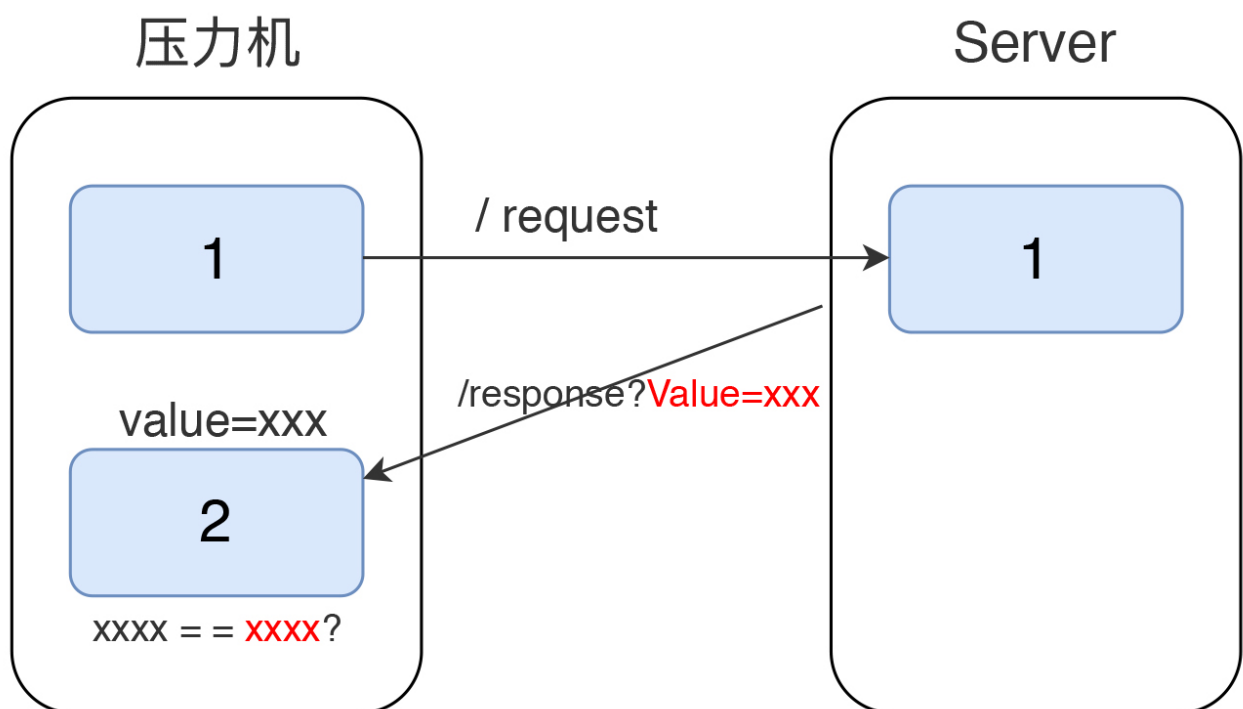 压力机
Server
/ request
1
1
/response?Value=xxx
value=xxx
2
xxxx = = xxxx?